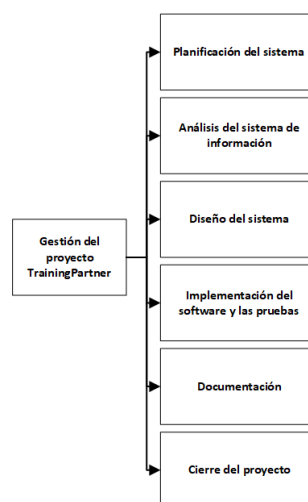 Gestión del
proyecto
TrainingPartner
Planificación del sistema
Análisis del sistema de
información
Diseño del sistema
Implementación del
software y las pruebas
Documentación
Cierre del proyecto